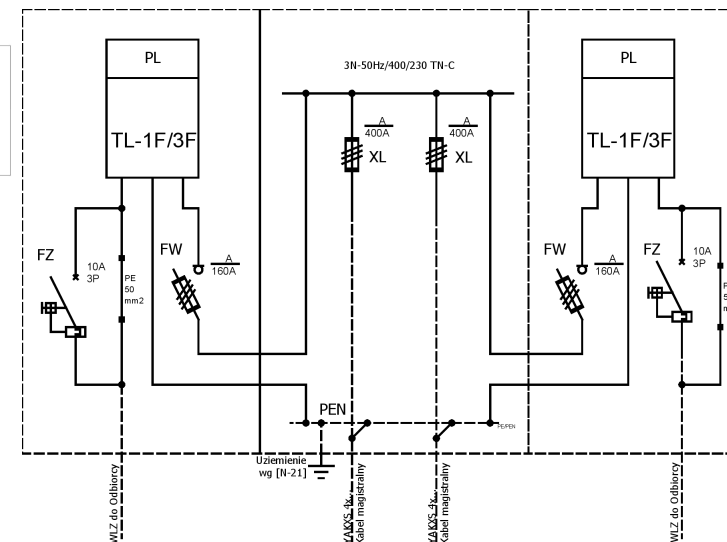 PL
3N-50Hz/400/230 TN-C
PL
TL-1F/3F
A
400A
XL
A
400A
XL
TL-1F/3F
FZ
10A
3P
PE
50
mm2
FW
A
160A
FW
A
160A
FZ
10A
3P
PEN
PE/PEN
Uziemienie
wg [N-21]
WLZ do Odbiorcy
YAKXS 4x
Kabel magistralny
YAKXS 4x
Kabel magistralny
WLZ do Odbiorcy